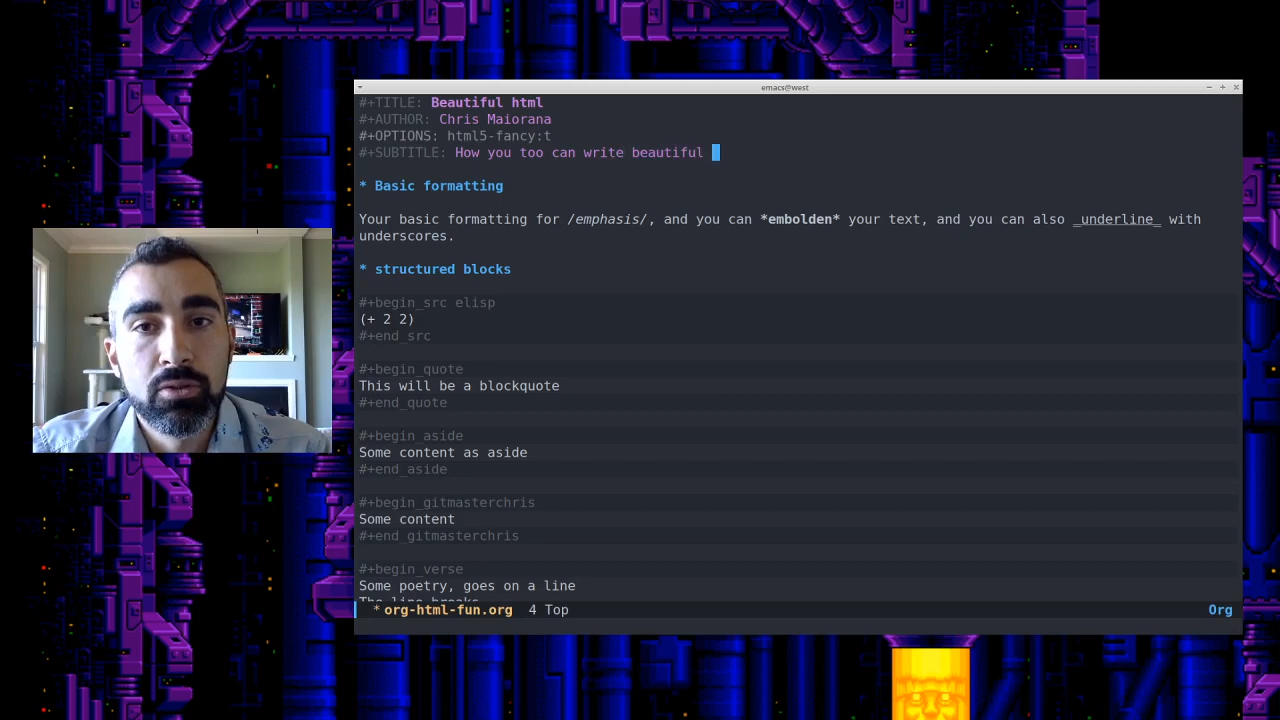 emacs@west
#+TITLE: Beautiful html
#+AUTHOR: Chris Maiorana
#+OPTIONS: html5-fancy:t
#+SUBTITLE: How you too can write beautiful
* Basic formatting
Your basic formatting for /emphasis/, and you can *embolden* your text, and you can also _underline_ with
underscores.
* structured blocks
#+begin_src elisp
(+ 2 2)
#+end_src
#+begin_quote
This will be a blockquote
#+end_quote
#+begin_aside
Some content as aside
#+end_aside
#+begin_gitmasterchris
Some content
#+end_gitmasterchris
#+begin_verse
Some poetry, goes on a line
The line breaks
* org-html-fun.org 4 Top Org